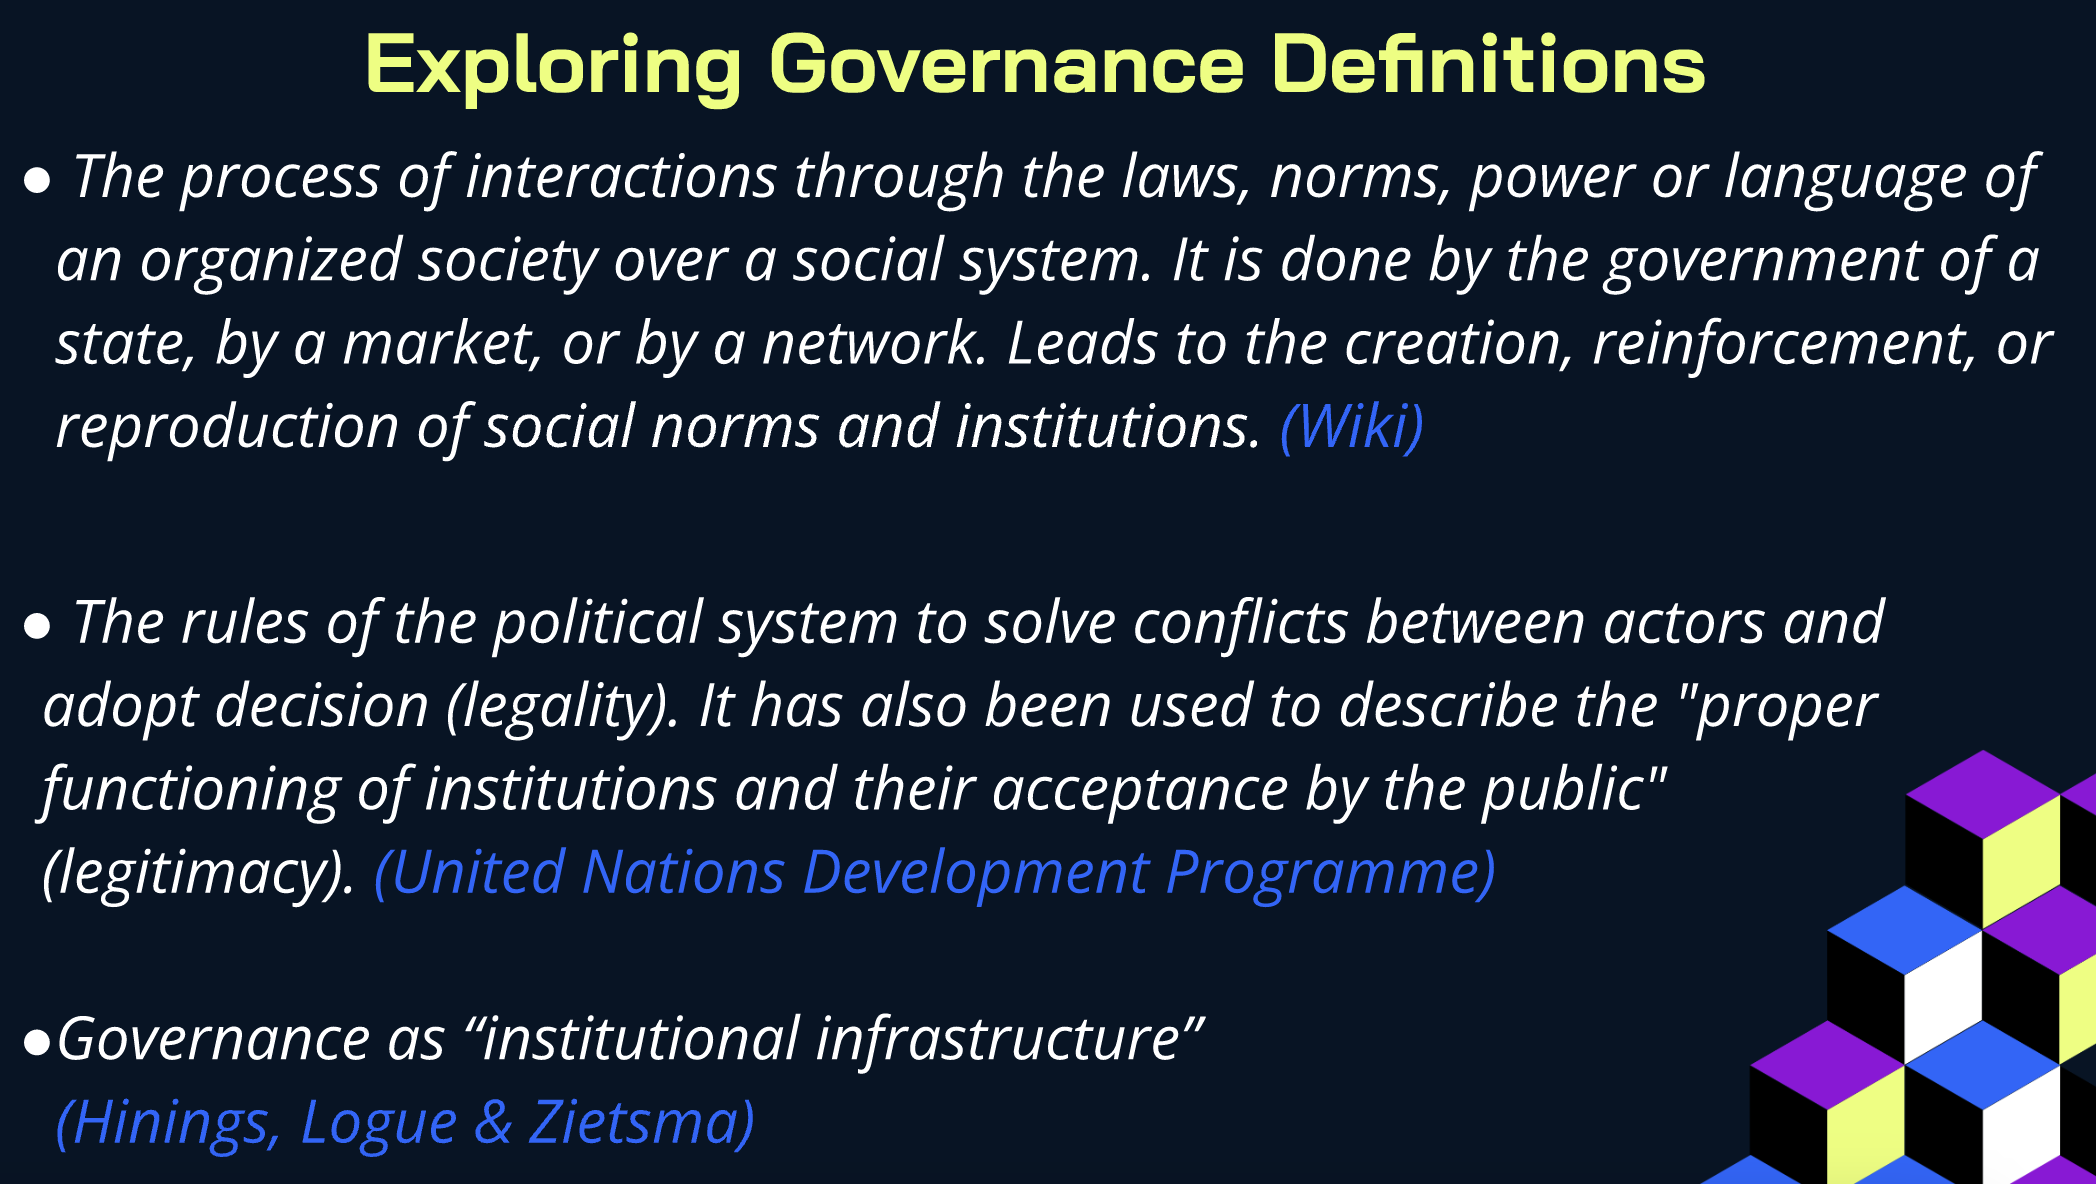 Exploring Governance Definitions
● The process of interactions through the laws, norms, power or language of
an organized society over a social system. It is done by the government of a
state, by a market, or by a network. Leads to the creation, reinforcement, or
reproduction of social norms and institutions. (Wiki)
● The rules of the political system to solve conflicts between actors and
adopt decision (legality). It has also been used to describe the "proper
functioning of institutions and their acceptance by the public"
(legitimacy). (United Nations Development Programme)
●Governance as “institutional infrastructure”
(Hinings, Logue & Zietsma)